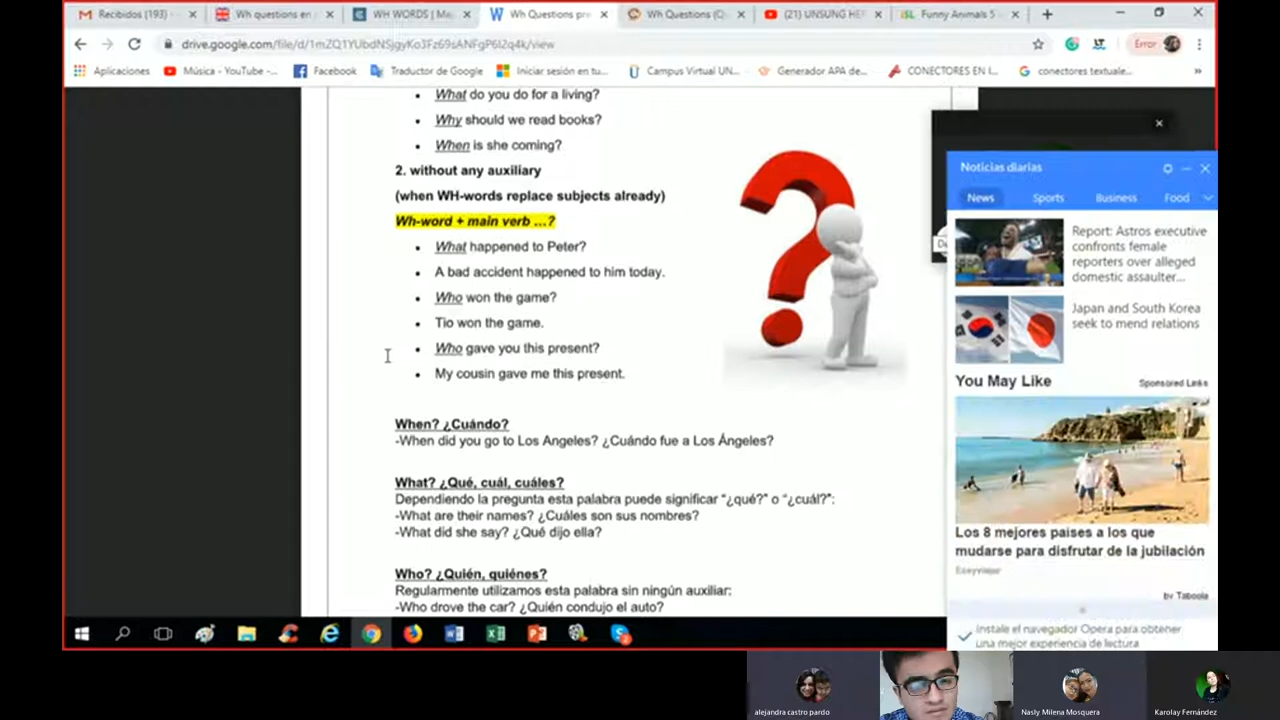 Recibidos (193)
Wh questions en
WH WORDS | Maj
Wh Questions pre
Wh Questions (Q
(21) UNSUNG HER
Funny Animals 5
drive.google.com/file/d/1mZQ1YUbdNSjgyKo3Fz69sANFgP6I2q4k/view
Error
Aplicaciones
Música - YouTube -...
Facebook
Traductor de Google
Iniciar sesión en tu...
Campus Virtual UN...
Generador APA de...
CONECTORES EN I...
conectores textuale...
What do you do for a living?
Why should we read books?
When is she coming?
2. without any auxiliary
(when WH-words replace subjects already)
Wh-word + main verb …?
What happened to Peter?
A bad accident happened to him today.
Who won the game?
Tio won the game.
Who gave you this present?
My cousin gave me this present.
When? ¿Cuándo?
-When did you go to Los Angeles? ¿Cuándo fue a Los Ángeles?
What? ¿Qué, cuál, cuáles?
Dependiendo la pregunta esta palabra puede significar “¿qué?” o “¿cuál?”:
-What are their names? ¿Cuáles son sus nombres?
-What did she say? ¿Qué dijo ella?
Who? ¿Quién, quiénes?
Regularmente utilizamos esta palabra sin ningún auxiliar:
-Who drove the car? ¿Quién condujo el auto?
Noticias diarias
News Sports Business Food
Report: Astros executive
confronts female
reporters over alleged
domestic assaulter...
Japan and South Korea
seek to mend relations
You May Like
Sponsored Links
Los 8 mejores países a los que
mudarse para disfrutar de la jubilación
Easyvoyage
by Taboola
Instale el navegador Opera para obtener
una mejor experiencia de lectura
alejandra castro pardo
Nasly Milena Mosquera
Karolay Fernández